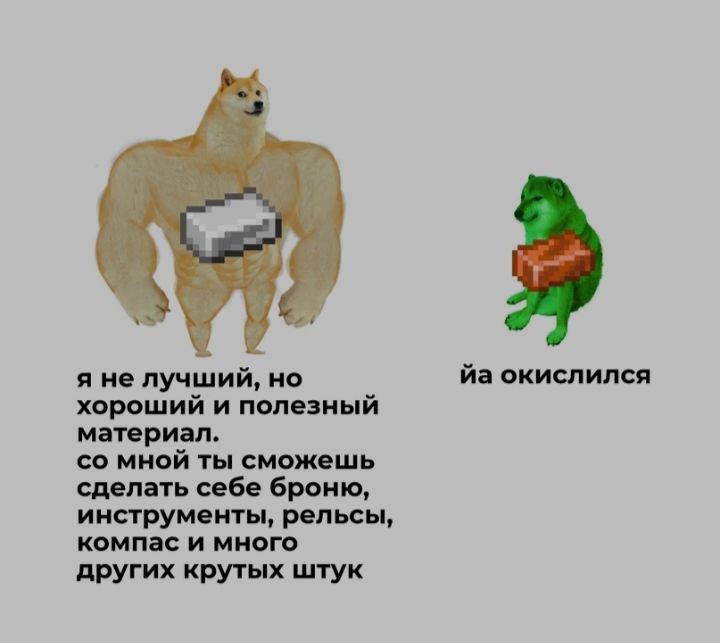 я не лучший, но
хороший и полезный
материал.
со мной ты сможешь
сделать себе броню,
инструменты, рельсы,
компас и много
других крутых штук
йа окислился